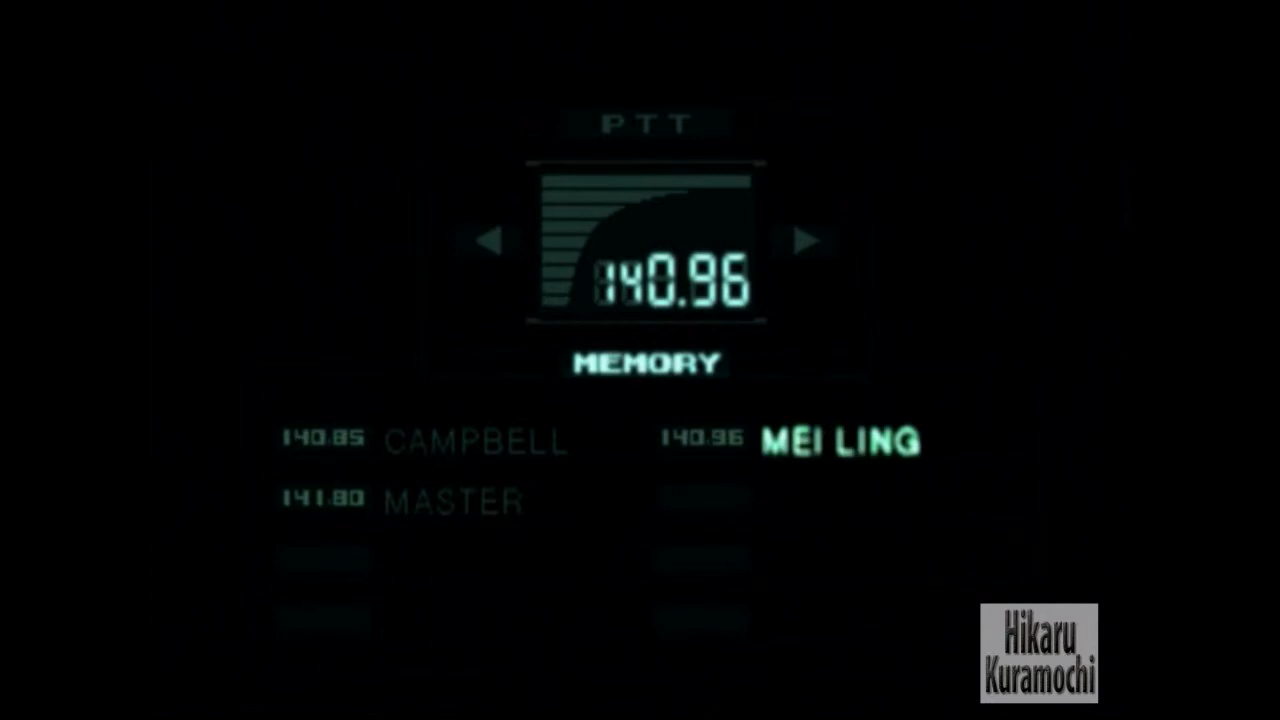 PTT
140.96
MEMORY
140.85 CAMPBELL
140.96 MEI LING
141.80 MASTER
Hikaru
Kuramochi